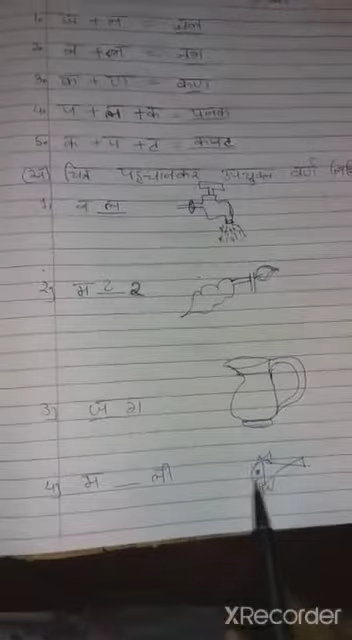 1. ज + ल = जल
2. न + ल = नल
3. क + ण = कण
4. प + ल + क = पलक
5. क + प + ट = कपट
(ख) चित्र पहचानकर उपयुक्त वर्ण
1) न ल
2) म ट र
3) ज ग
4) म __ ली
XRecorder